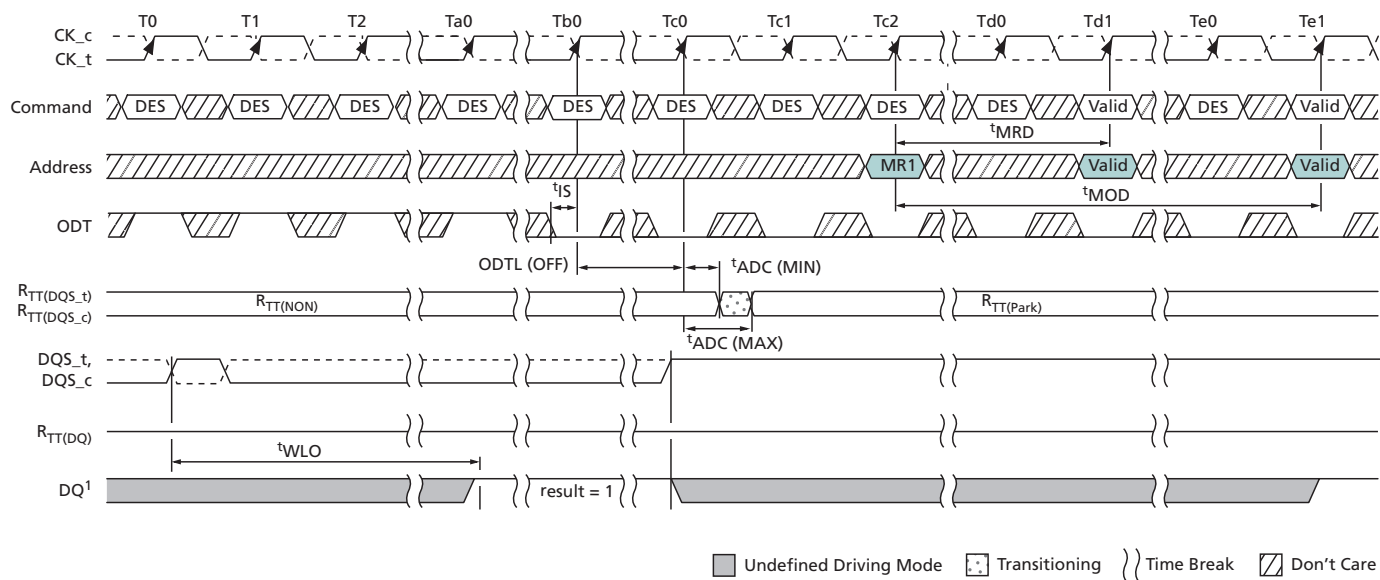 T0 T1 T2 Ta0 Tb0 Tc0 Tc1 Tc2 Td0 Td1 Te0 Te1
CK_c
CK_t
Command DES DES DES DES DES DES DES DES DES Valid DES Valid
tMRD
Address MR1 Valid Valid
tIS
tMOD
ODT
ODTL (OFF) tADC (MIN)
RTT(DQS_t)
RTT(NON) RTT(Park)
RTT(DQS_c)
tADC (MAX)
DQS_t,
DQS_c
RTT(DQ)
tWLO
DQ1 result = 1
Undefined Driving Mode Transitioning Time Break Don't Care